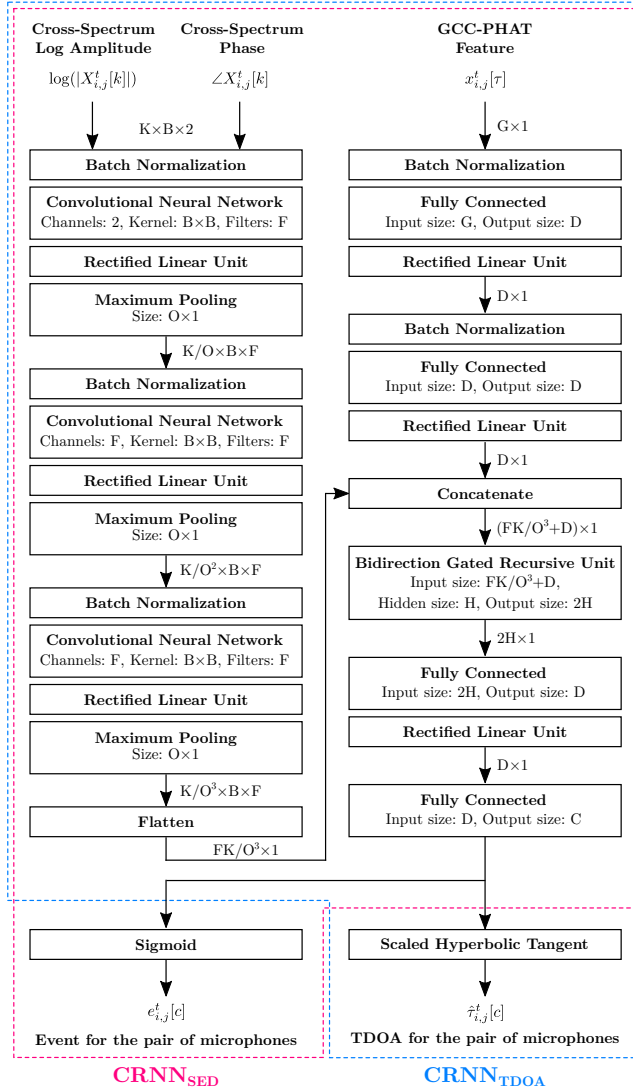 Cross-Spectrum
Log Amplitude
log(|X^t_{i,j}[k]|)
Cross-Spectrum
Phase
∠X^t_{i,j}[k]
K×B×2
Batch Normalization
Convolutional Neural Network
Channels: 2, Kernel: B×B, Filters: F
Rectified Linear Unit
Maximum Pooling
Size: O×1
K/O×B×F
Batch Normalization
Convolutional Neural Network
Channels: F, Kernel: B×B, Filters: F
Rectified Linear Unit
Maximum Pooling
Size: O×1
K/O²×B×F
Batch Normalization
Convolutional Neural Network
Channels: F, Kernel: B×B, Filters: F
Rectified Linear Unit
Maximum Pooling
Size: O×1
K/O³×B×F
Flatten
FK/O³×1
GCC-PHAT
Feature
x^t_{i,j}[τ]
G×1
Batch Normalization
Fully Connected
Input size: G, Output size: D
Rectified Linear Unit
D×1
Batch Normalization
Fully Connected
Input size: D, Output size: D
Rectified Linear Unit
D×1
Concatenate
(FK/O³+D)×1
Bidirection Gated Recursive Unit
Input size: FK/O³+D,
Hidden size: H, Output size: 2H
2H×1
Fully Connected
Input size: 2H, Output size: D
Rectified Linear Unit
D×1
Fully Connected
Input size: D, Output size: C
Sigmoid
e^t_{i,j}[c]
Event for the pair of microphones
CRNN_SED
Scaled Hyperbolic Tangent
τ̂^t_{i,j}[c]
TDOA for the pair of microphones
CRNN_TDOA